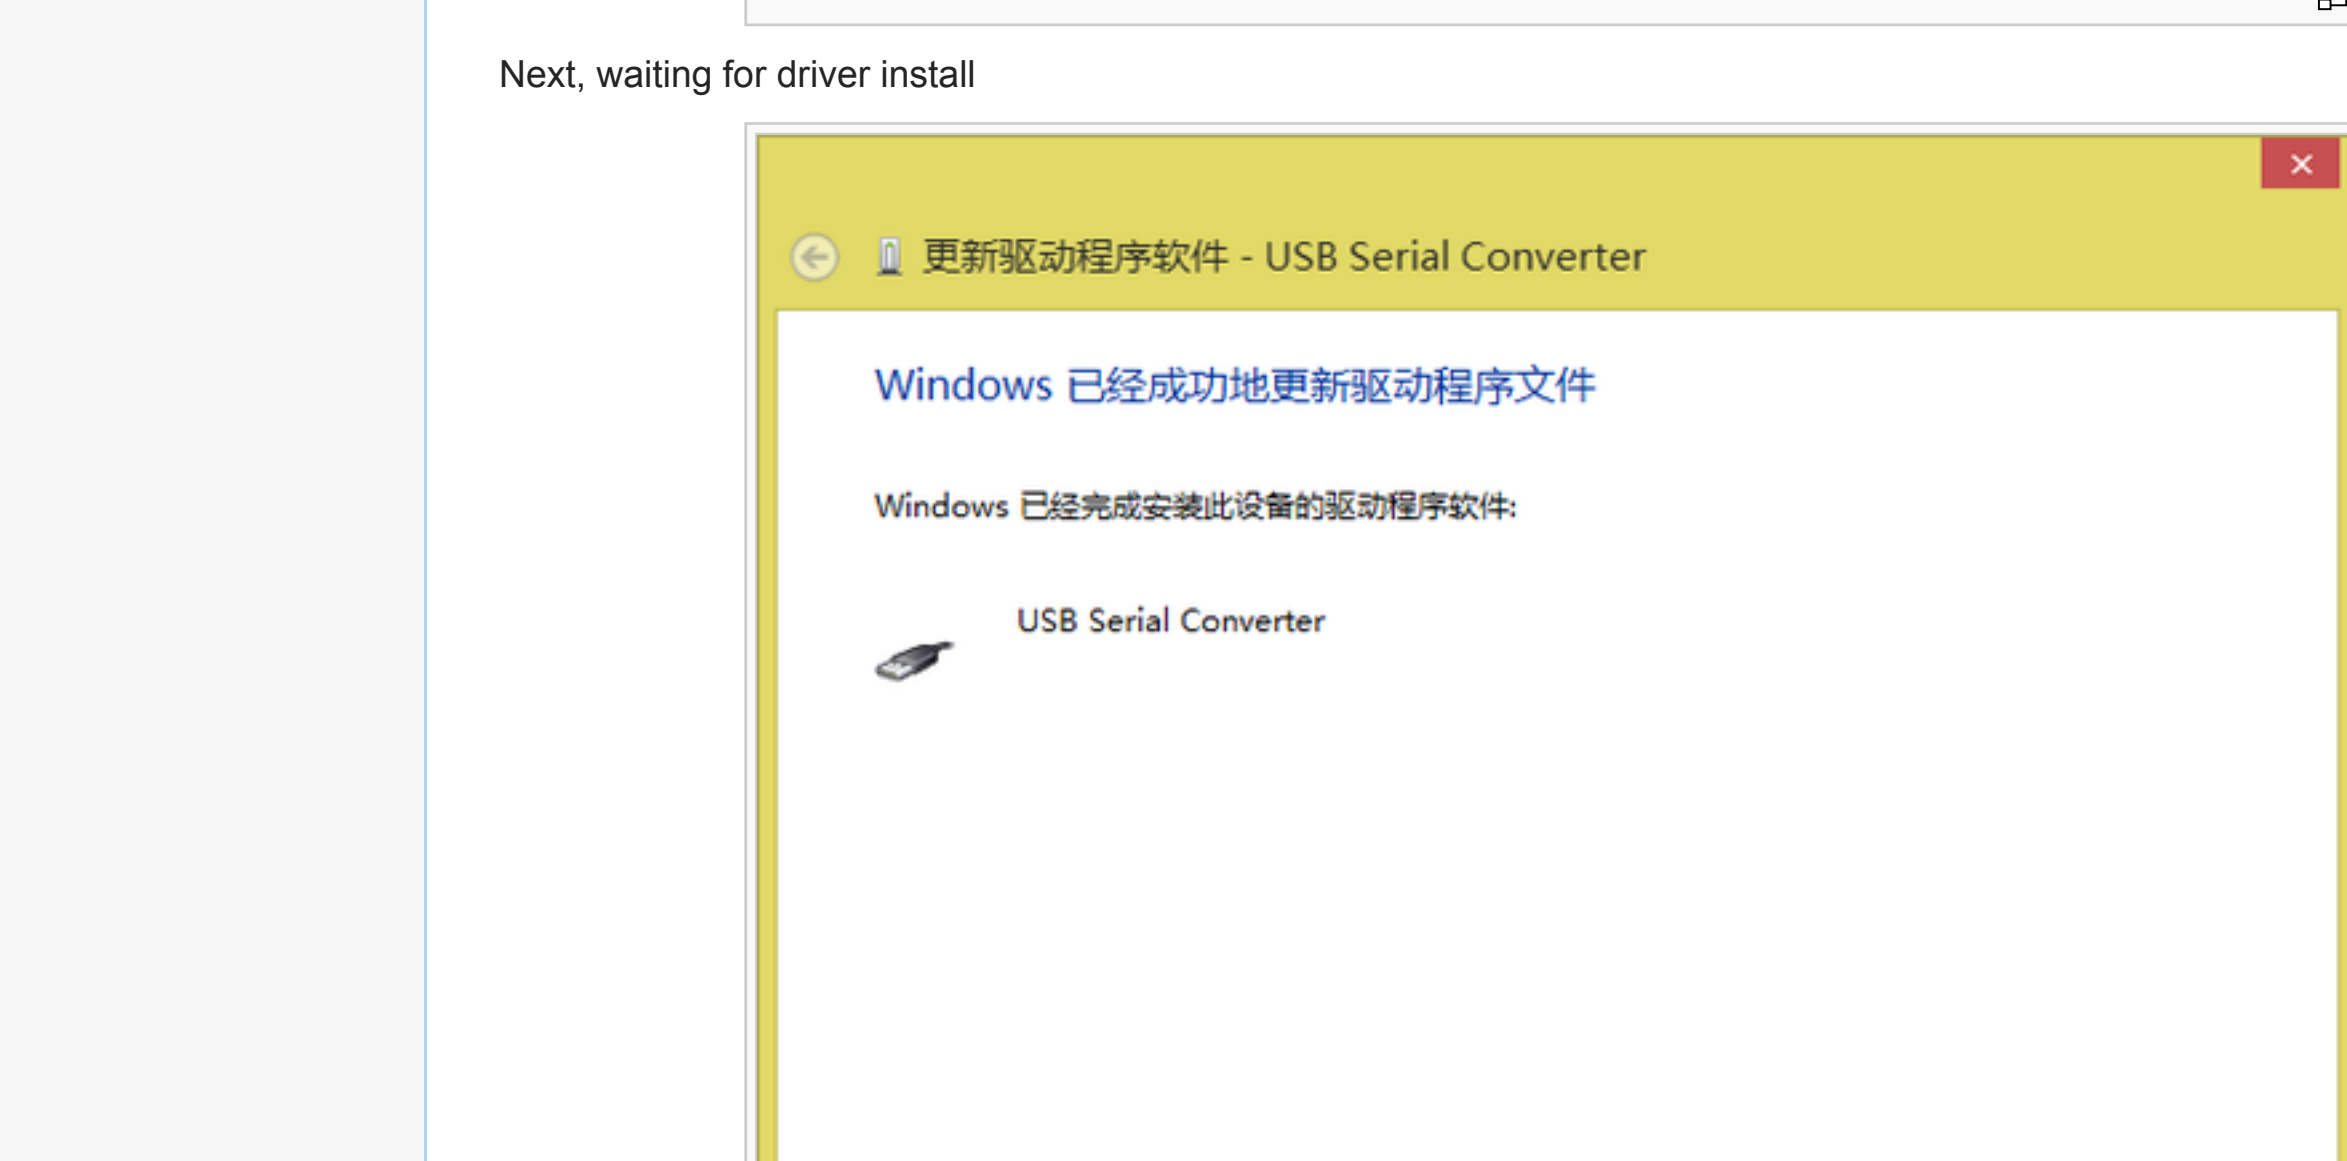 Next, waiting for driver install
更新驱动程序软件 - USB Serial Converter
Windows 已经成功地更新驱动程序文件
Windows 已经完成安装此设备的驱动程序软件:
USB Serial Converter